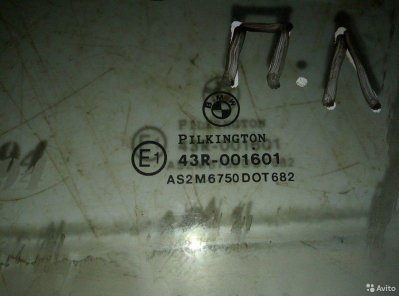 П.Л
BMW
PILKINGTON
E1
43R-001601
AS2M6750DOT682
Avito